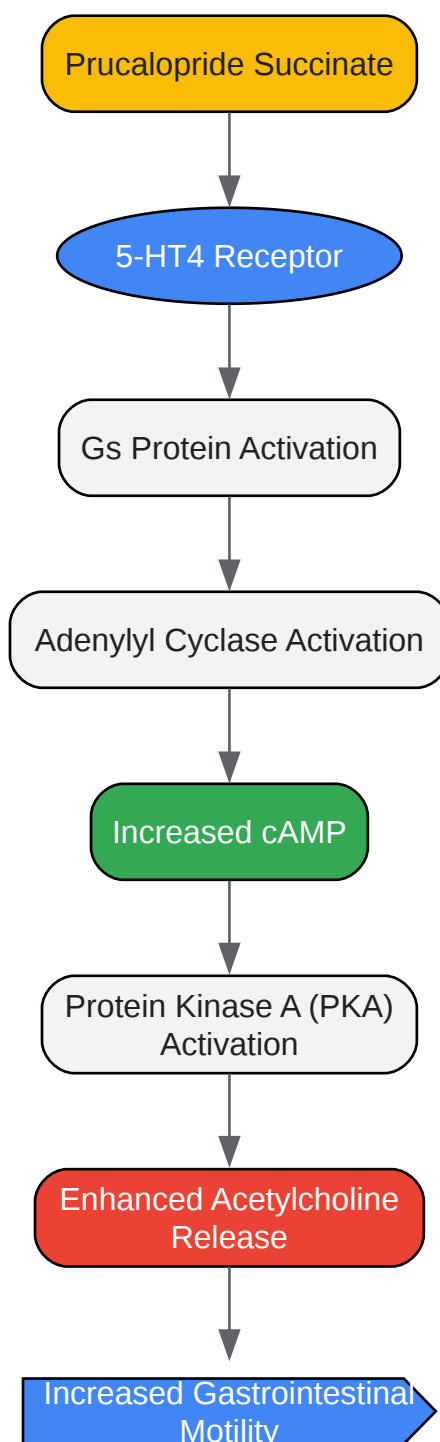 Prucalopride Succinate
5-HT4 Receptor
Gs Protein Activation
Adenylyl Cyclase Activation
Increased cAMP
Protein Kinase A (PKA)
Activation
Enhanced Acetylcholine
Release
Increased Gastrointestinal
Motility